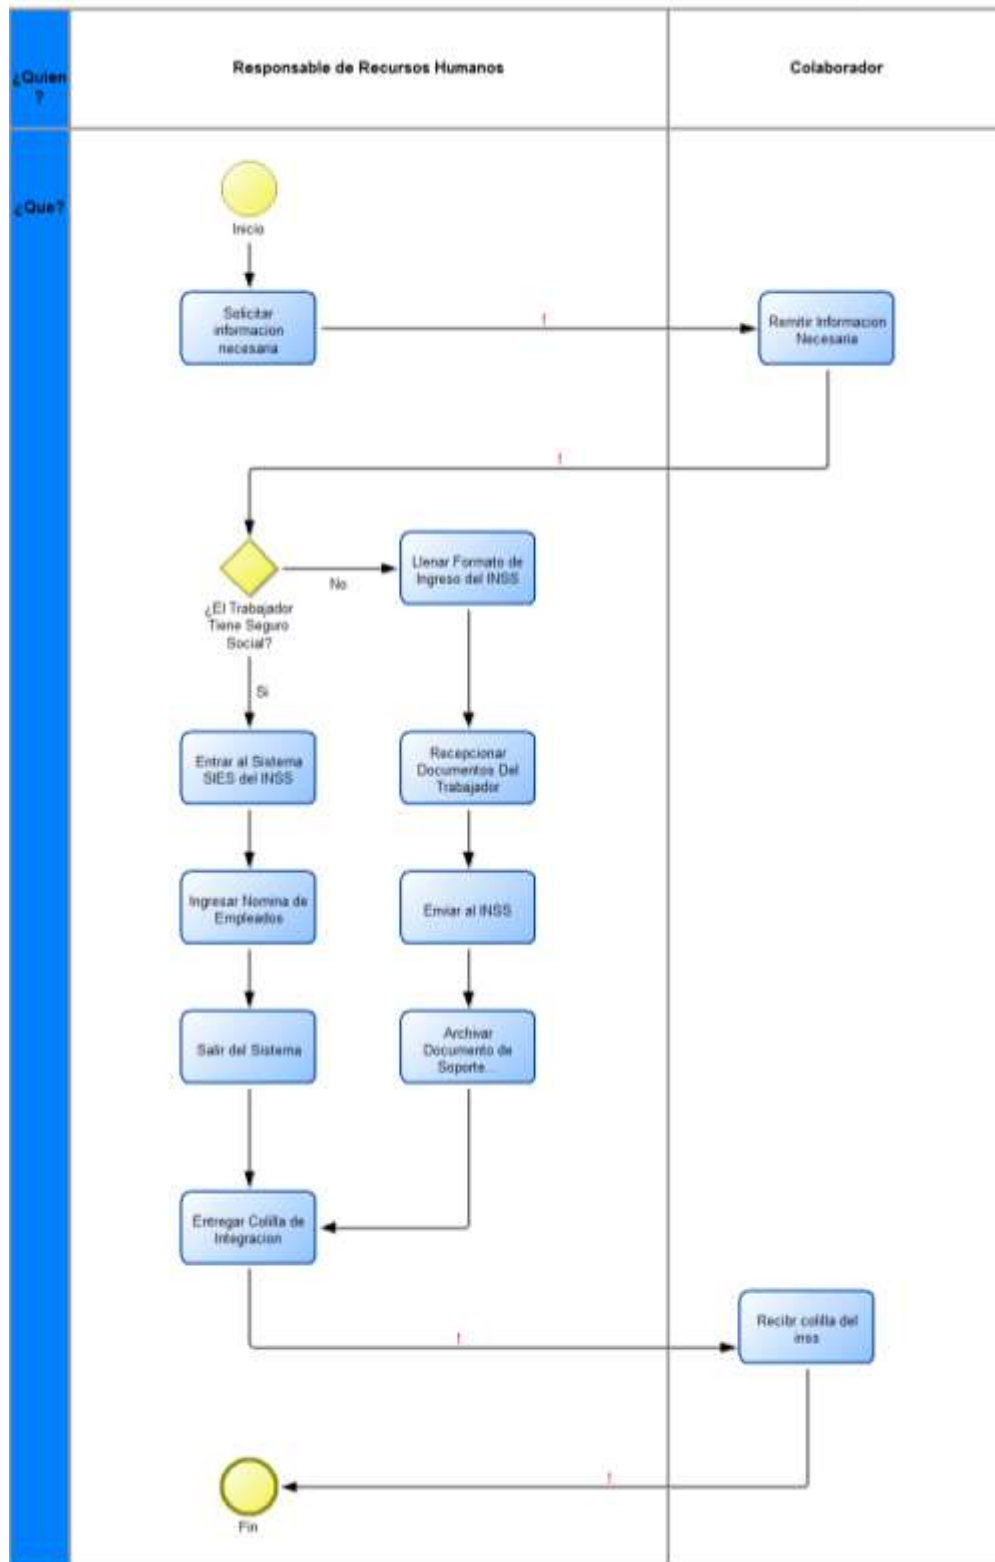 ¿Quien
?
Responsable de Recursos Humanos
Colaborador
¿Que?
Inicio
Solicitar
informacion
necesaria
!
Remitir Informacion
Necesaria
!
¿El Trabajador
Tiene Seguro
Social?
No
Llenar Formato de
Ingreso del INSS
Si
Entrar al Sistema
SIES del INSS
Recepcionar
Documentos Del
Trabajador
Ingresar Nomina de
Empleados
Enviar al INSS
Salir del Sistema
Archivar
Documento de
Soporte...
Entregar Colilla de
Integracion
!
Recibr colilla del
inss
!
Fin